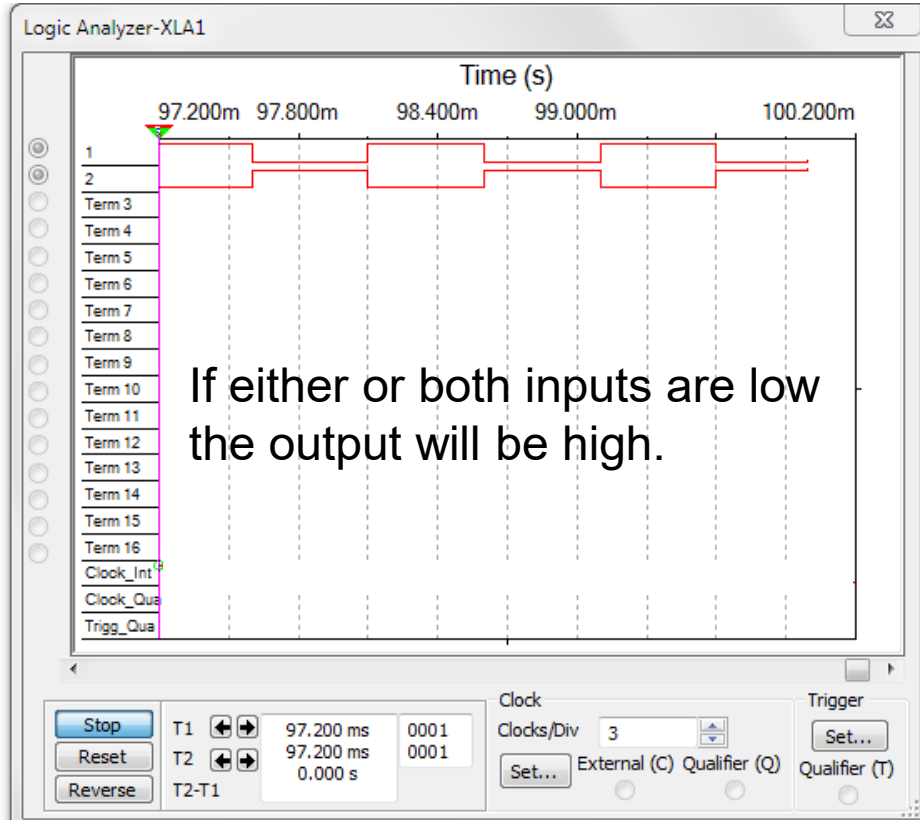 Logic Analyzer-XLA1
Time (s)
97.200m 97.800m 98.400m 99.000m 100.200m
1
2
Term 3
Term 4
Term 5
Term 6
Term 7
Term 8
Term 9
Term 10
Term 11
Term 12
Term 13
Term 14
Term 15
Term 16
Clock_Int
Clock_Qua
Trigg_Qua
If either or both inputs are low
the output will be high.
Stop
Reset
Reverse
T1 97.200 ms 0001
T2 97.200 ms 0001
T2-T1 0.000 s
Clock
Clocks/Div 3
Set... External (C) Qualifier (Q)
Trigger
Set...
Qualifier (T)